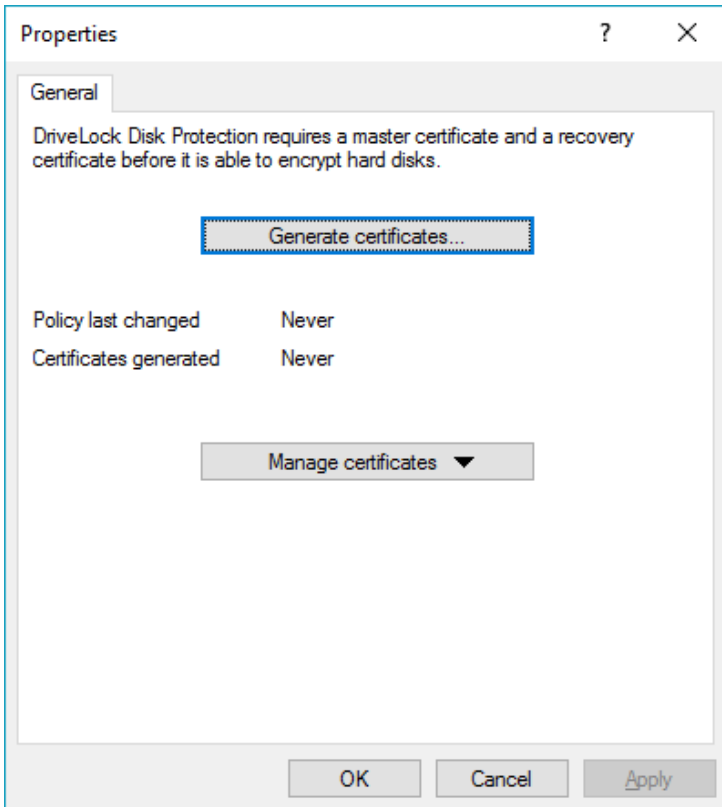 Properties
?
General
DriveLock Disk Protection requires a master certificate and a recovery
certificate before it is able to encrypt hard disks.
Generate certificates...
Policy last changed Never
Certificates generated Never
Manage certificates
OK Cancel Apply